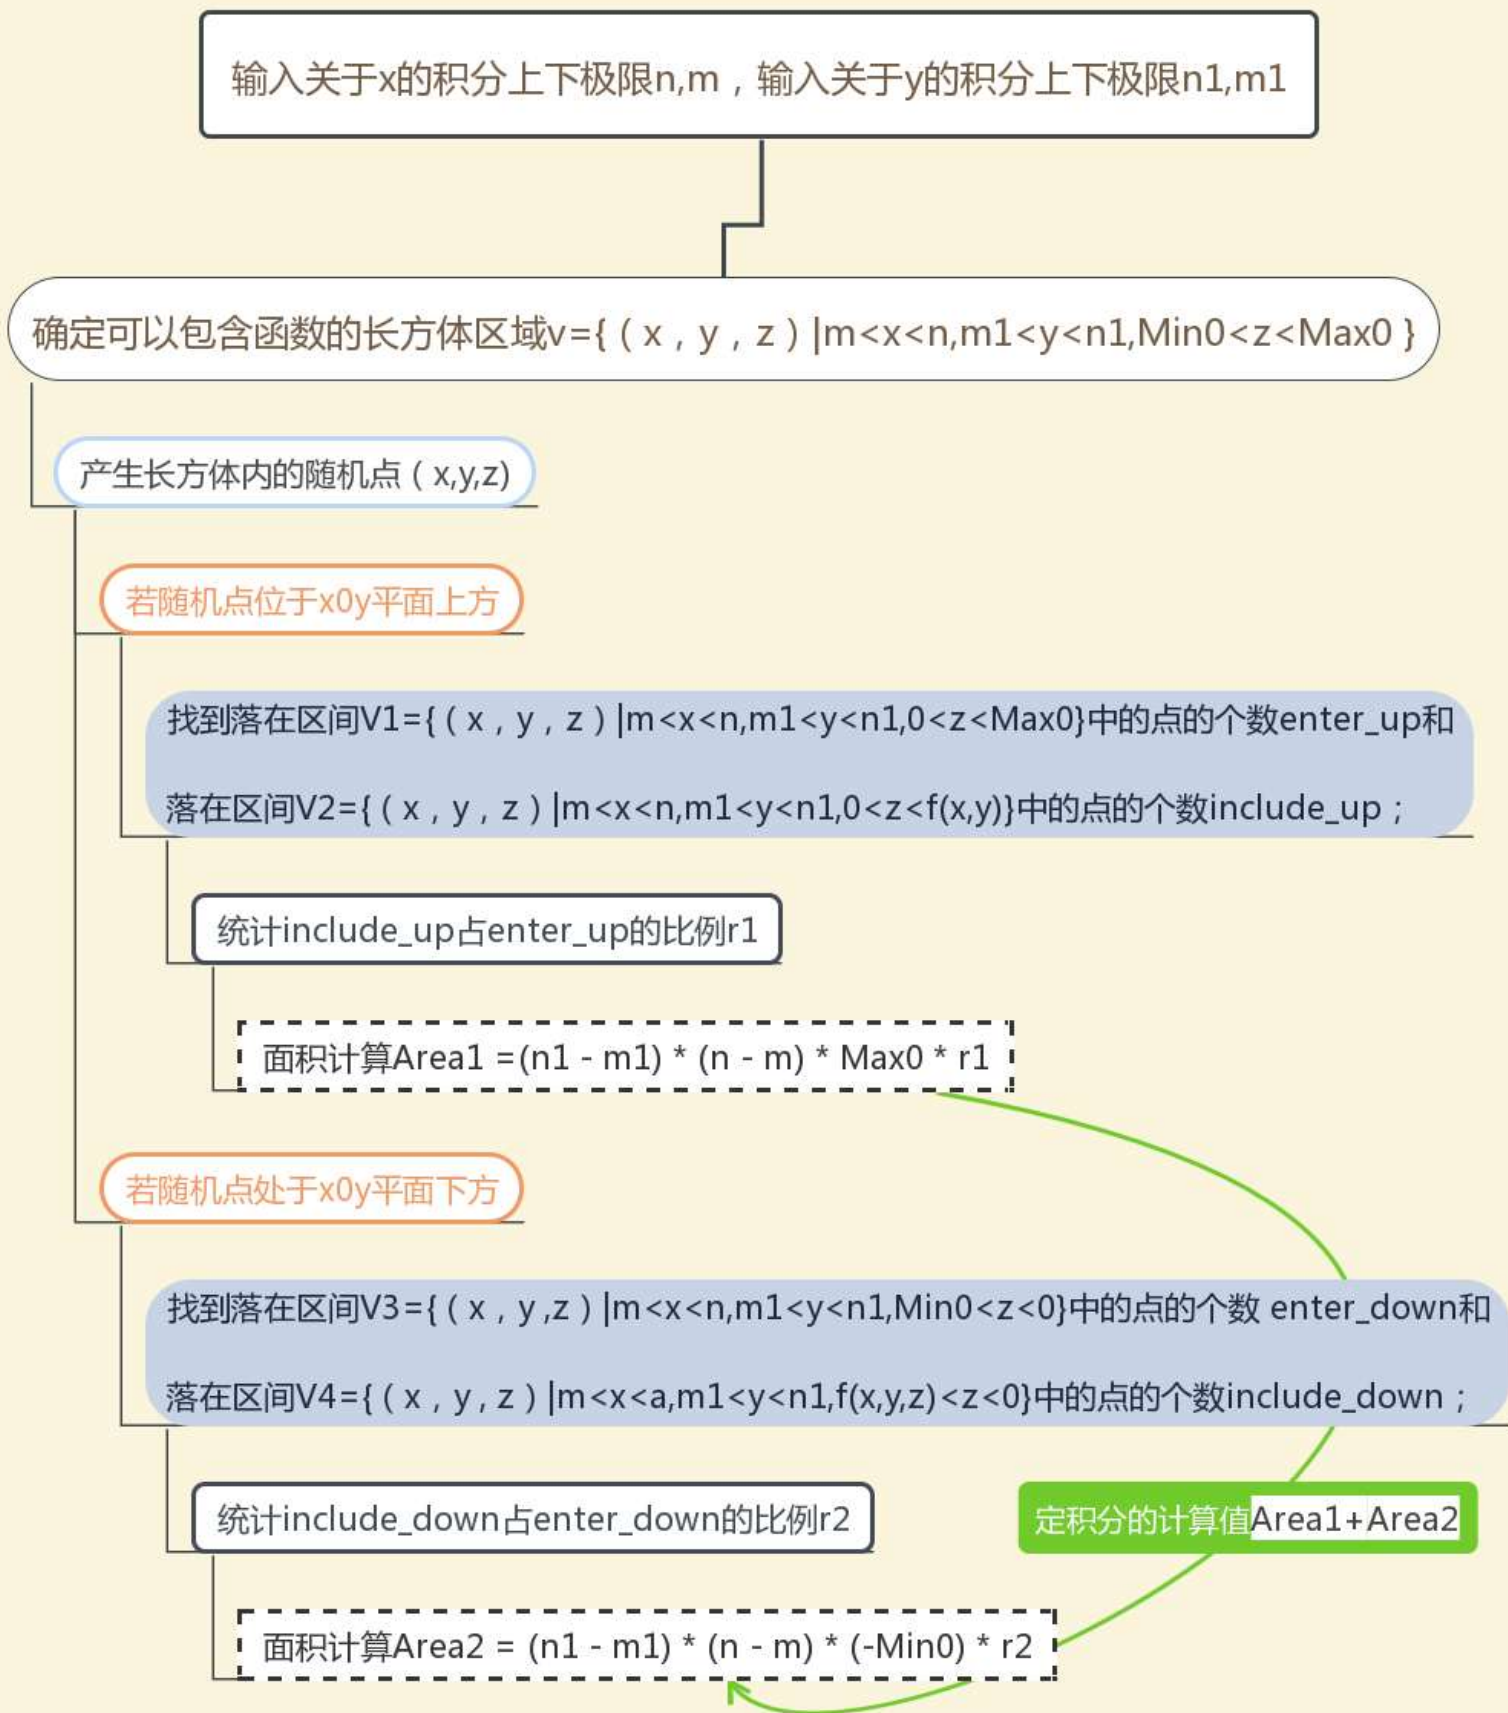 输入关于x的积分上下极限n,m，输入关于y的积分上下极限n1,m1
确定可以包含函数的长方体区域v={（x，y，z）|m<x<n,m1<y<n1,Min0<z<Max0 }
产生长方体内的随机点（x,y,z)
若随机点位于x0y平面上方
找到落在区间V1={（x，y，z）|m<x<n,m1<y<n1,0<z<Max0}中的点的个数enter_up和
落在区间V2={（x，y，z）|m<x<n,m1<y<n1,0<z<f(x,y)}中的点的个数include_up；
统计include_up占enter_up的比例r1
面积计算Area1 =(n1 - m1) * (n - m) * Max0 * r1
若随机点处于x0y平面下方
找到落在区间V3={（x，y,z）|m<x<n,m1<y<n1,Min0<z<0}中的点的个数 enter_down和
落在区间V4={（x，y，z）|m<x<a,m1<y<n1,f(x,y,z)<z<0}中的点的个数include_down；
统计include_down占enter_down的比例r2
定积分的计算值Area1+Area2
面积计算Area2 = (n1 - m1) * (n - m) * (-Min0) * r2